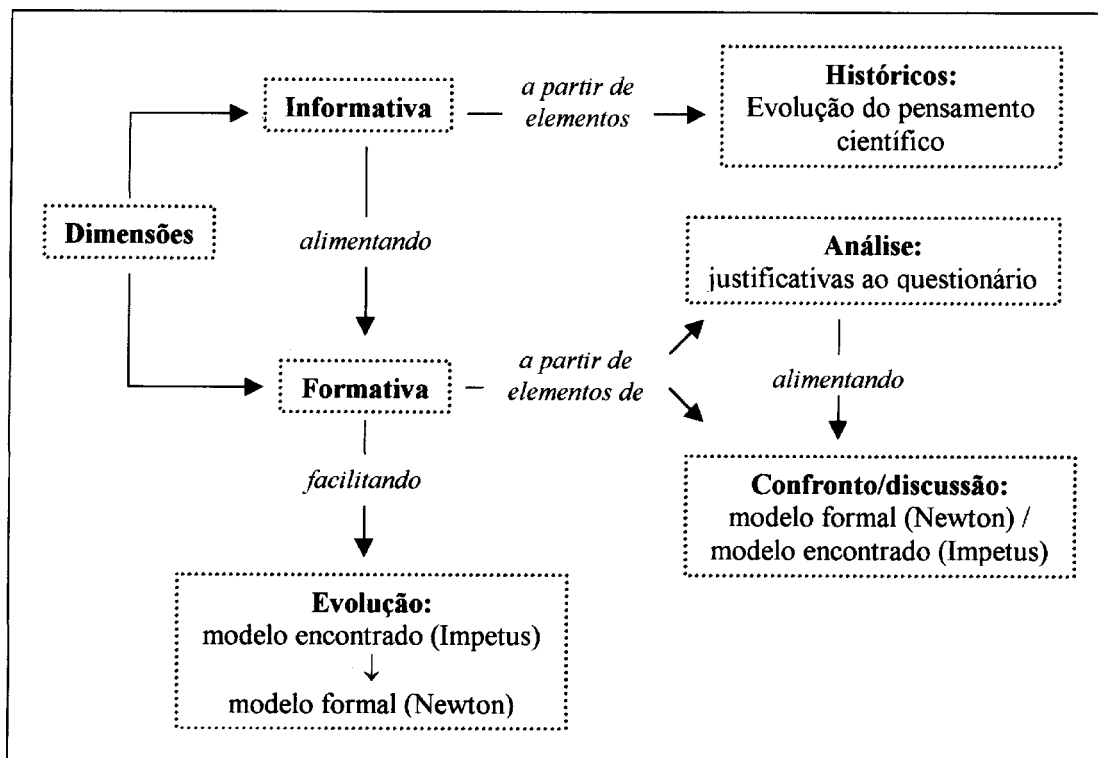 Informativa
a partir de
elementos
Históricos:
Evolução do pensamento
científico
Dimensões
alimentando
Análise:
justificativas ao questionário
Formativa
a partir de
elementos de
alimentando
facilitando
Confronto/discussão:
modelo formal (Newton) /
modelo encontrado (Impetus)
Evolução:
modelo encontrado (Impetus)
↓
modelo formal (Newton)